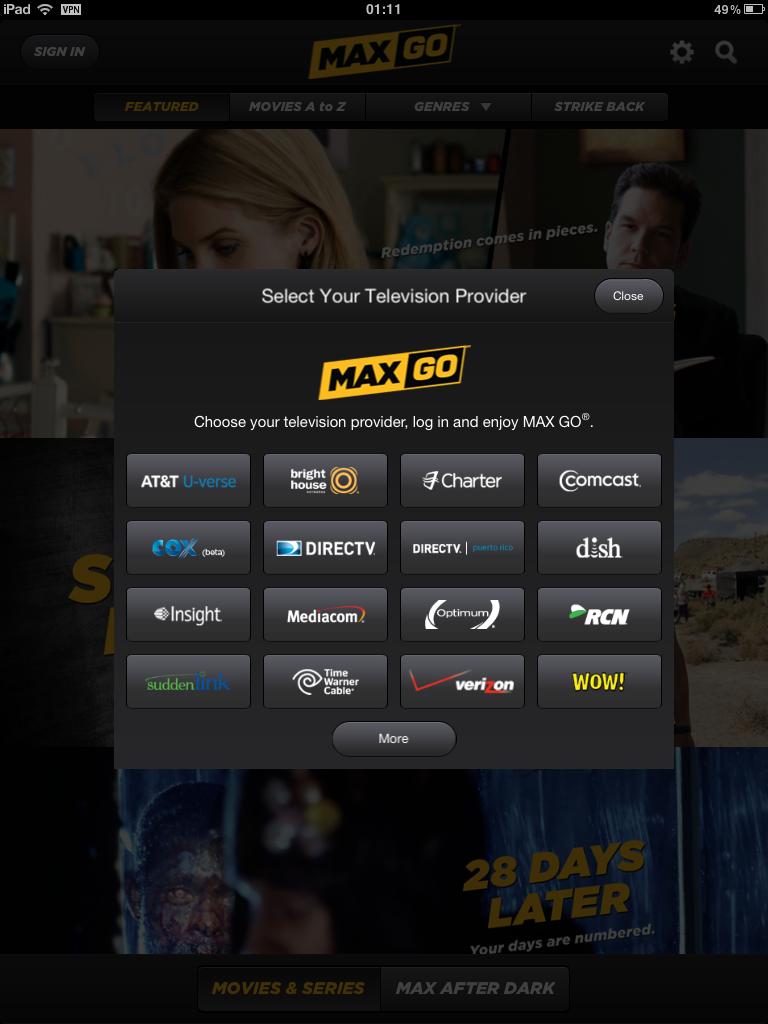 iPad VPN 01:11 49%
SIGN IN MAX GO
FEATURED MOVIES A to Z GENRES STRIKE BACK
Redemption comes in pieces.
Select Your Television Provider Close
MAX GO
Choose your television provider, log in and enjoy MAX GO®.
AT&T U-verse bright house NETWORKS Charter Comcast
COX (beta) DIRECTV DIRECTV. | puerto rico dish
Insight Mediacom Optimum RCN
suddenlink Time Warner Cable verizon WOW!
More
28 DAYS
LATER
Your days are numbered.
MOVIES & SERIES MAX AFTER DARK